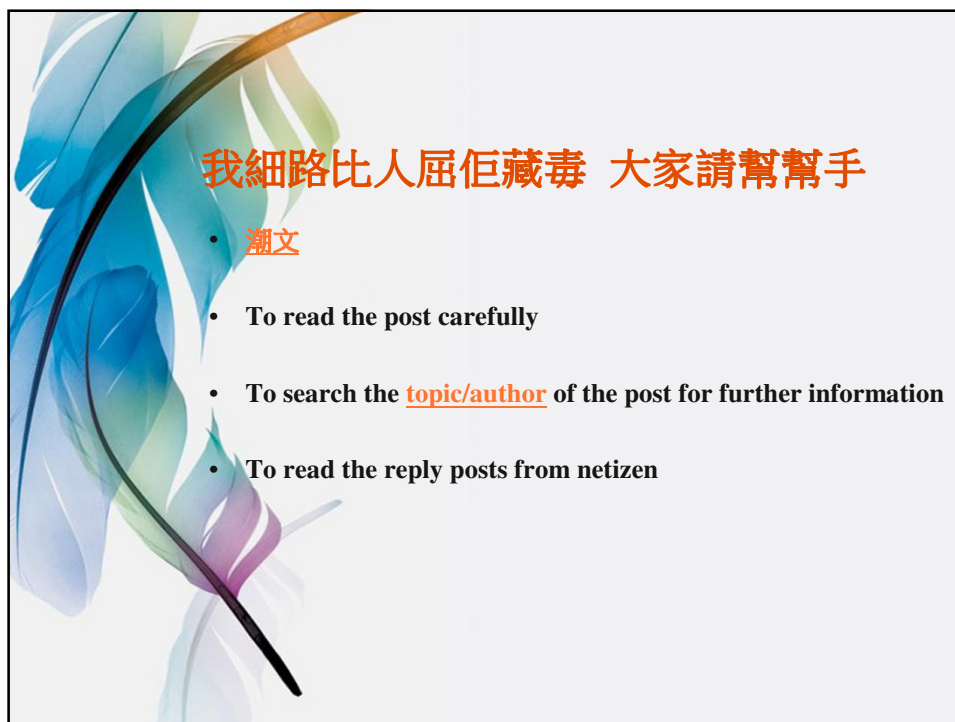 我細路比人屈佢藏毒 大家請幫幫手
• 潮文
• To read the post carefully
• To search the topic/author of the post for further information
• To read the reply posts from netizen